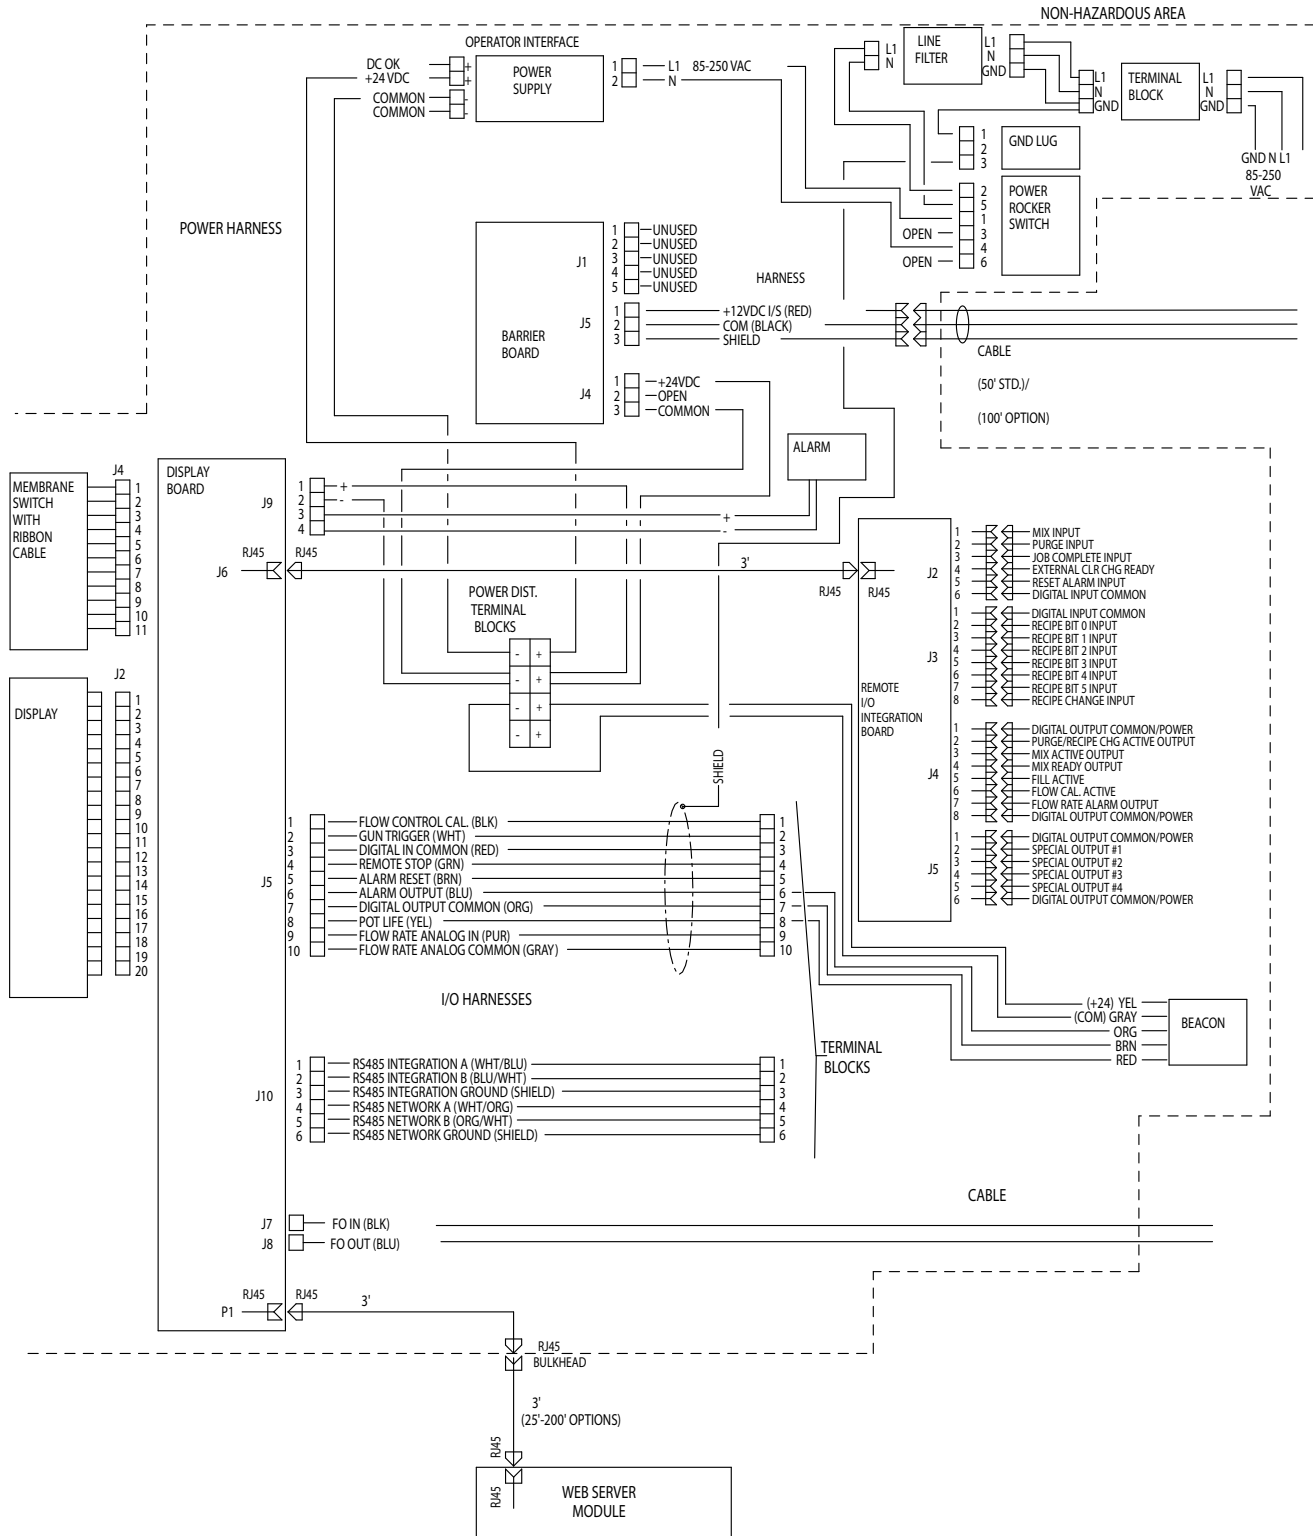 NON-HAZARDOUS AREA
OPERATOR INTERFACE
DC OK
+24 VDC
COMMON
COMMON
+
+
-
-
POWER
SUPPLY
1
2
L1 85-250 VAC
N
L1
N
LINE
FILTER
L1
N
GND
L1
N
GND
TERMINAL
BLOCK
L1
N
GND
GND N L1
85-250
VAC
1
2
3
GND LUG
2
5
1
3
4
6
OPEN
OPEN
POWER
ROCKER
SWITCH
POWER HARNESS
BARRIER
BOARD
J1
1
2
3
4
5
UNUSED
UNUSED
UNUSED
UNUSED
UNUSED
HARNESS
J5
1
2
3
+12VDC I/S (RED)
COM (BLACK)
SHIELD
J4
1
2
3
+24VDC
OPEN
COMMON
CABLE
(50' STD.)/
(100' OPTION)
ALARM
MEMBRANE
SWITCH
WITH
RIBBON
CABLE
J4
1
2
3
4
5
6
7
8
9
10
11
DISPLAY
BOARD
J9
1
2
3
4
+
-
+
-
J6
RJ45
RJ45
3'
RJ45
RJ45
POWER DIST.
TERMINAL
BLOCKS
- +
- +
- +
- +
DISPLAY
J2
1
2
3
4
5
6
7
8
9
10
11
12
13
14
15
16
17
18
19
20
REMOTE
I/O
INTEGRATION
BOARD
J2
1 MIX INPUT
2 PURGE INPUT
3 JOB COMPLETE INPUT
4 EXTERNAL CLR CHG READY
5 RESET ALARM INPUT
6 DIGITAL INPUT COMMON
J3
1 DIGITAL INPUT COMMON
2 RECIPE BIT 0 INPUT
3 RECIPE BIT 1 INPUT
4 RECIPE BIT 2 INPUT
5 RECIPE BIT 3 INPUT
6 RECIPE BIT 4 INPUT
7 RECIPE BIT 5 INPUT
8 RECIPE CHANGE INPUT
J4
1 DIGITAL OUTPUT COMMON/POWER
2 PURGE/RECIPE CHG ACTIVE OUTPUT
3 MIX ACTIVE OUTPUT
4 MIX READY OUTPUT
5 FILL ACTIVE
6 FLOW CAL. ACTIVE
7 FLOW RATE ALARM OUTPUT
8 DIGITAL OUTPUT COMMON/POWER
J5
1 DIGITAL OUTPUT COMMON/POWER
2 SPECIAL OUTPUT #1
3 SPECIAL OUTPUT #2
4 SPECIAL OUTPUT #3
5 SPECIAL OUTPUT #4
6 DIGITAL OUTPUT COMMON/POWER
SHIELD
J5
1 FLOW CONTROL CAL. (BLK) 1
2 GUN TRIGGER (WHT) 2
3 DIGITAL IN COMMON (RED) 3
4 REMOTE STOP (GRN) 4
5 ALARM RESET (BRN) 5
6 ALARM OUTPUT (BLU) 6
7 DIGITAL OUTPUT COMMON (ORG) 7
8 POT LIFE (YEL) 8
9 FLOW RATE ANALOG IN (PUR) 9
10 FLOW RATE ANALOG COMMON (GRAY) 10
I/O HARNESSES
(+24) YEL
(COM) GRAY
ORG
BRN
RED
BEACON
TERMINAL
BLOCKS
J10
1 RS485 INTEGRATION A (WHT/BLU) 1
2 RS485 INTEGRATION B (BLU/WHT) 2
3 RS485 INTEGRATION GROUND (SHIELD) 3
4 RS485 NETWORK A (WHT/ORG) 4
5 RS485 NETWORK B (ORG/WHT) 5
6 RS485 NETWORK GROUND (SHIELD) 6
CABLE
J7 FO IN (BLK)
J8 FO OUT (BLU)
P1
RJ45
RJ45
3'
RJ45
BULKHEAD
3'
(25'-200' OPTIONS)
RJ45
RJ45
WEB SERVER
MODULE